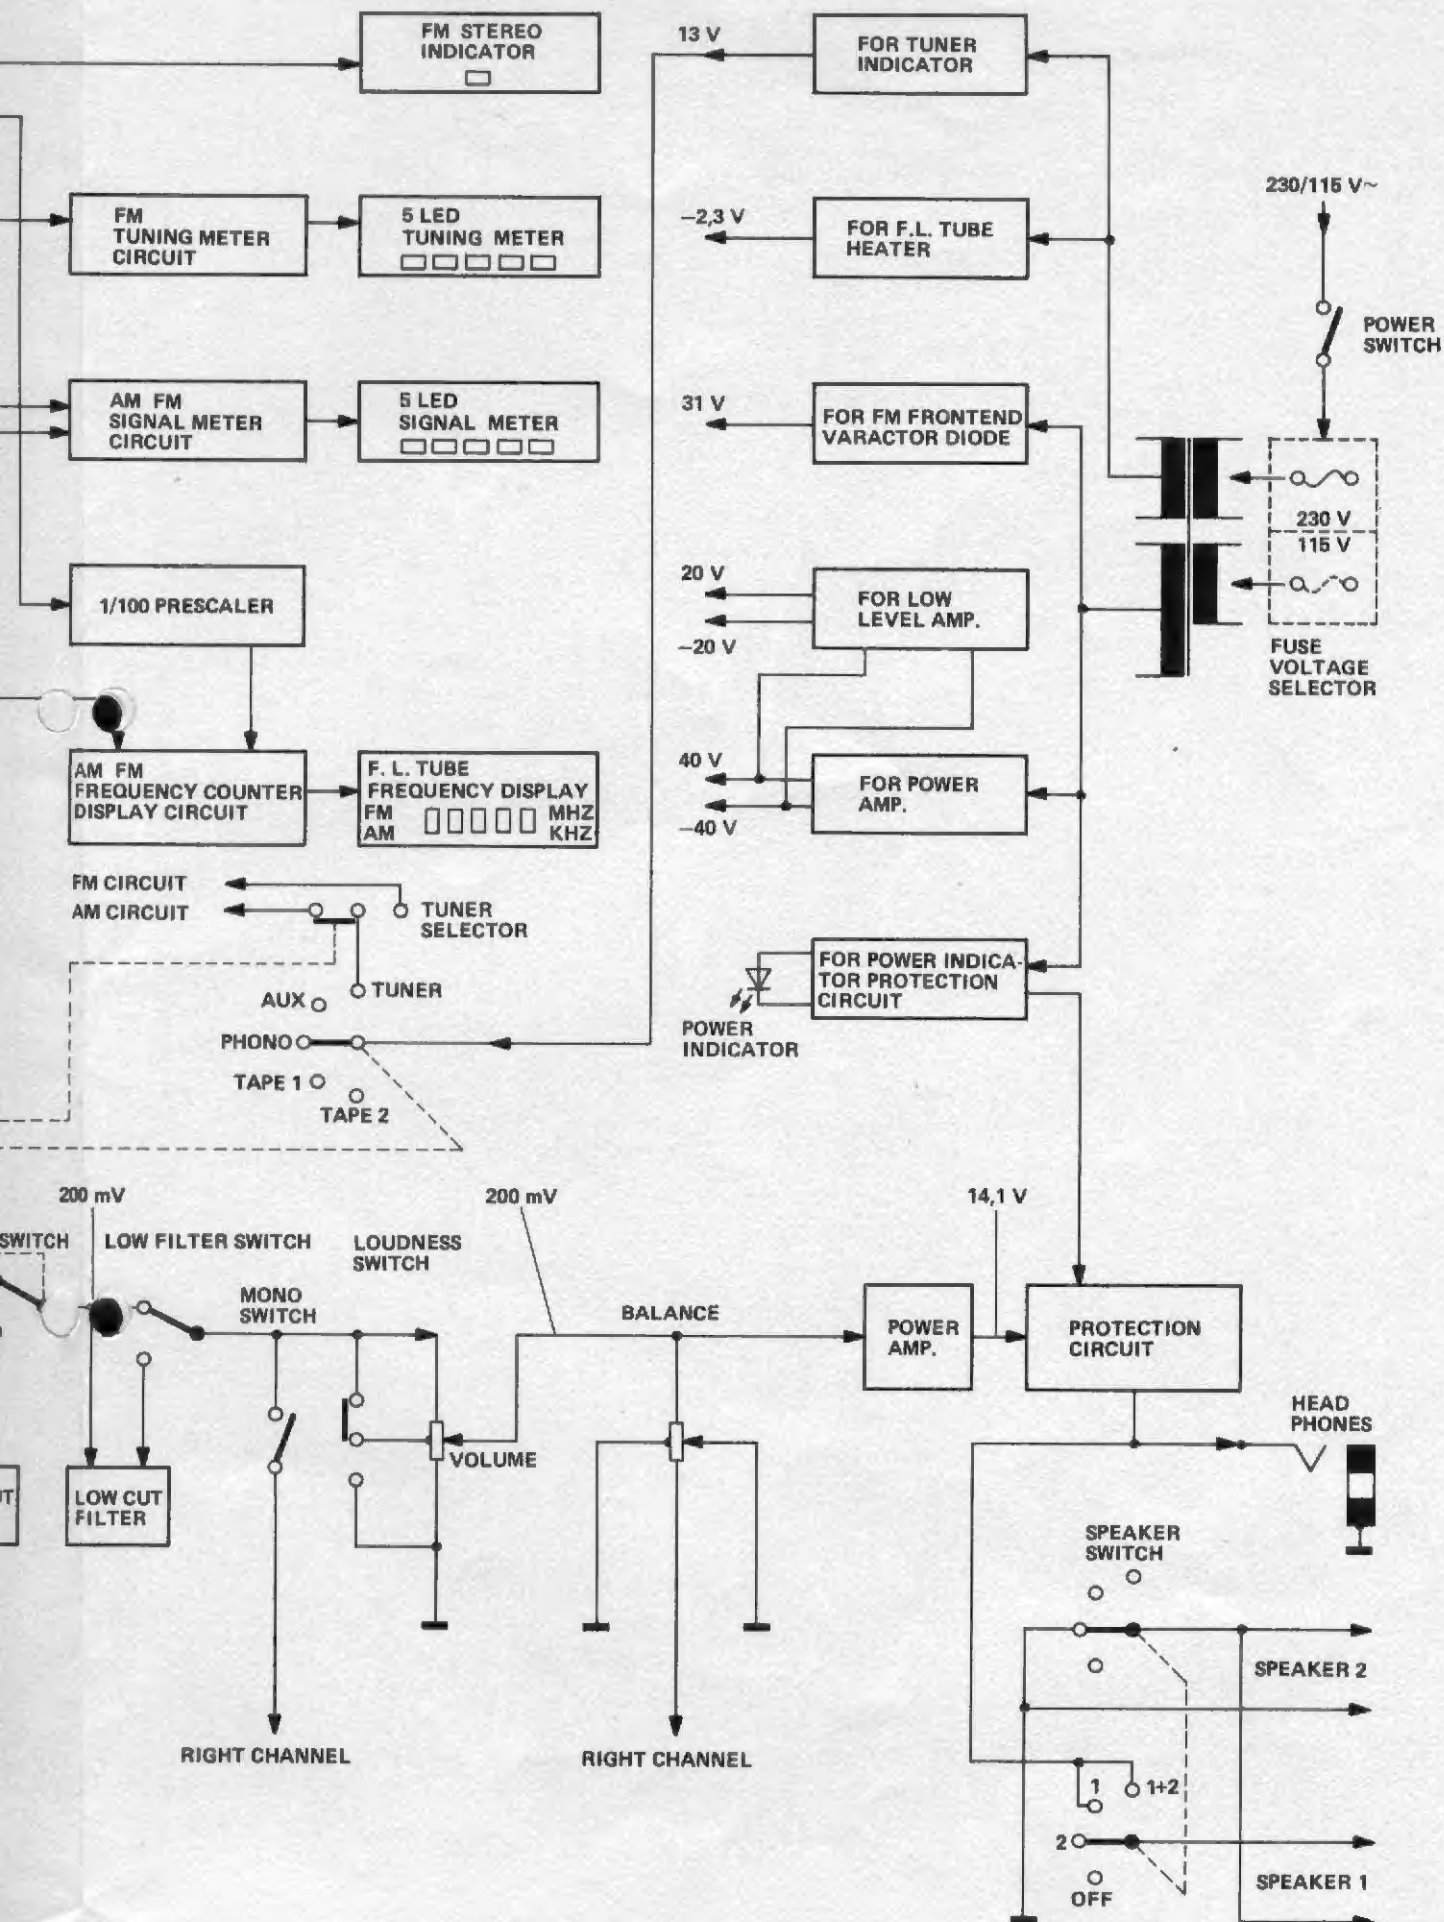 FM STEREO
INDICATOR
13 V
FOR TUNER
INDICATOR
230/115 V~
FM
TUNING METER
CIRCUIT
5 LED
TUNING METER
–2,3 V
FOR F.L. TUBE
HEATER
POWER
SWITCH
AM FM
SIGNAL METER
CIRCUIT
5 LED
SIGNAL METER
31 V
FOR FM FRONTEND
VARACTOR DIODE
230 V
115 V
FUSE
VOLTAGE
SELECTOR
1/100 PRESCALER
20 V
–20 V
FOR LOW
LEVEL AMP.
AM FM
FREQUENCY COUNTER
DISPLAY CIRCUIT
F. L. TUBE
FREQUENCY DISPLAY
FM MHZ
AM KHZ
40 V
–40 V
FOR POWER
AMP.
FM CIRCUIT
AM CIRCUIT
TUNER
SELECTOR
AUX
TUNER
PHONO
TAPE 1
TAPE 2
FOR POWER INDICA-
TOR PROTECTION
CIRCUIT
POWER
INDICATOR
200 mV
200 mV
14,1 V
SWITCH
LOW FILTER SWITCH
LOUDNESS
SWITCH
MONO
SWITCH
BALANCE
POWER
AMP.
PROTECTION
CIRCUIT
HEAD
PHONES
VOLUME
LOW CUT
FILTER
SPEAKER
SWITCH
SPEAKER 2
RIGHT CHANNEL
RIGHT CHANNEL
1
1+2
2
OFF
SPEAKER 1